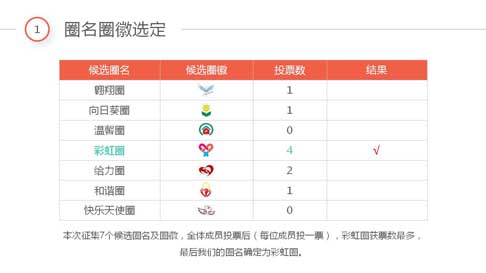 1 圈名圈徽选定
候选圈名 候选圈徽 投票数 结果
翱翔圈 1
向日葵圈 1
温馨圈 0
彩虹圈 4 √
给力圈 2
和谐圈 1
快乐天使圈 0
本次征集7个候选圈名及圈徽，全体成员投票后（每位成员投一票），彩虹圈获票数最多，
最后我们的圈名确定为彩虹圈。